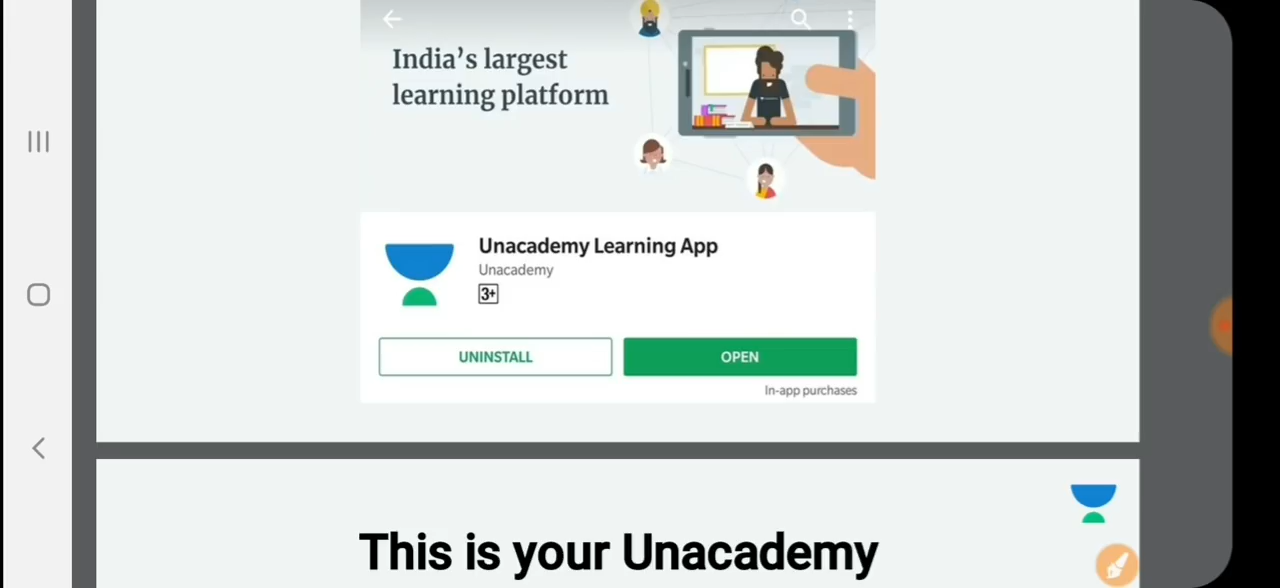 India’s largest
learning platform
Unacademy Learning App
Unacademy
3+
UNINSTALL
OPEN
In-app purchases
This is your Unacademy